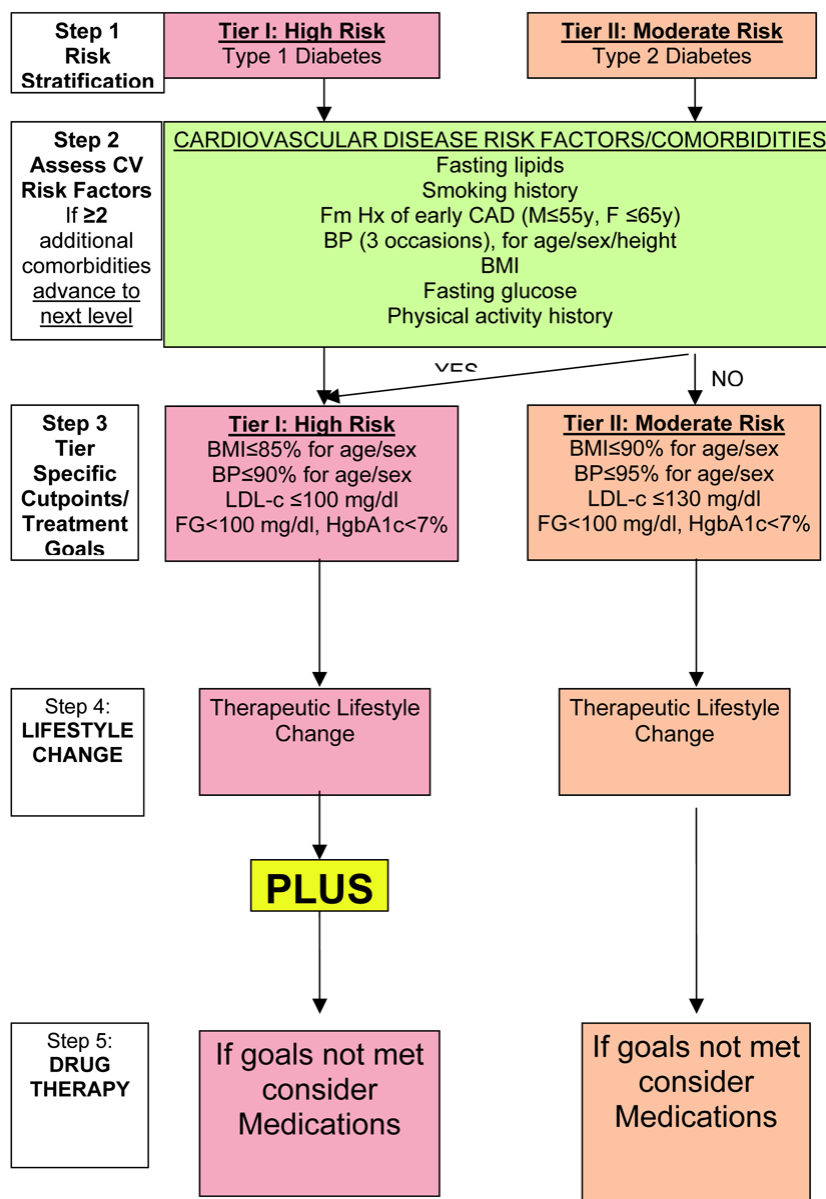 Step 1
Risk
Stratification
Tier I: High Risk
Type 1 Diabetes
Tier II: Moderate Risk
Type 2 Diabetes
Step 2
Assess CV
Risk Factors
If ≥2
additional
comorbidities
advance to
next level
CARDIOVASCULAR DISEASE RISK FACTORS/COMORBIDITIES
Fasting lipids
Smoking history
Fm Hx of early CAD (M≤55y, F ≤65y)
BP (3 occasions), for age/sex/height
BMI
Fasting glucose
Physical activity history
YES
NO
Step 3
Tier
Specific
Cutpoints/
Treatment
Goals
Tier I: High Risk
BMI≤85% for age/sex
BP≤90% for age/sex
LDL-c ≤100 mg/dl
FG<100 mg/dl, HgbA1c<7%
Tier II: Moderate Risk
BMI≤90% for age/sex
BP≤95% for age/sex
LDL-c ≤130 mg/dl
FG<100 mg/dl, HgbA1c<7%
Step 4:
LIFESTYLE
CHANGE
Therapeutic Lifestyle
Change
Therapeutic Lifestyle
Change
PLUS
Step 5:
DRUG
THERAPY
If goals not met
consider
Medications
If goals not met
consider
Medications